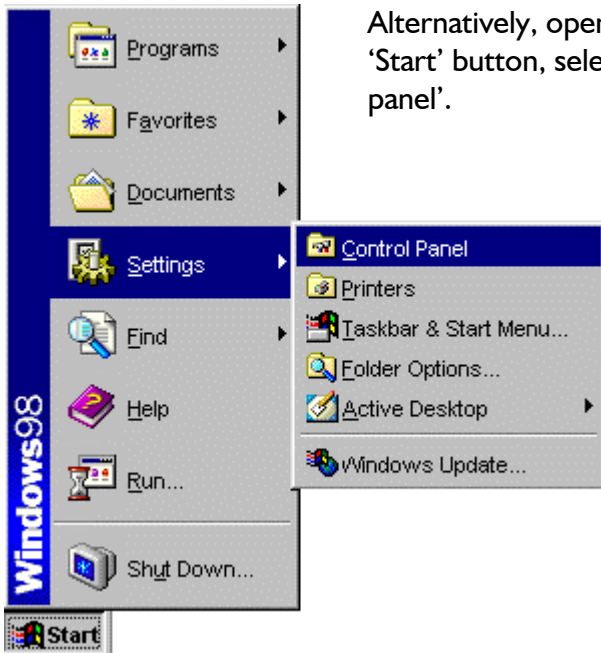 Alternatively, open
'Start' button, sele
panel'.
Programs
Favorites
Documents
Settings
Find
Help
Run...
Shut Down...
Control Panel
Printers
Taskbar & Start Menu...
Folder Options...
Active Desktop
Windows Update...
Windows98
Start